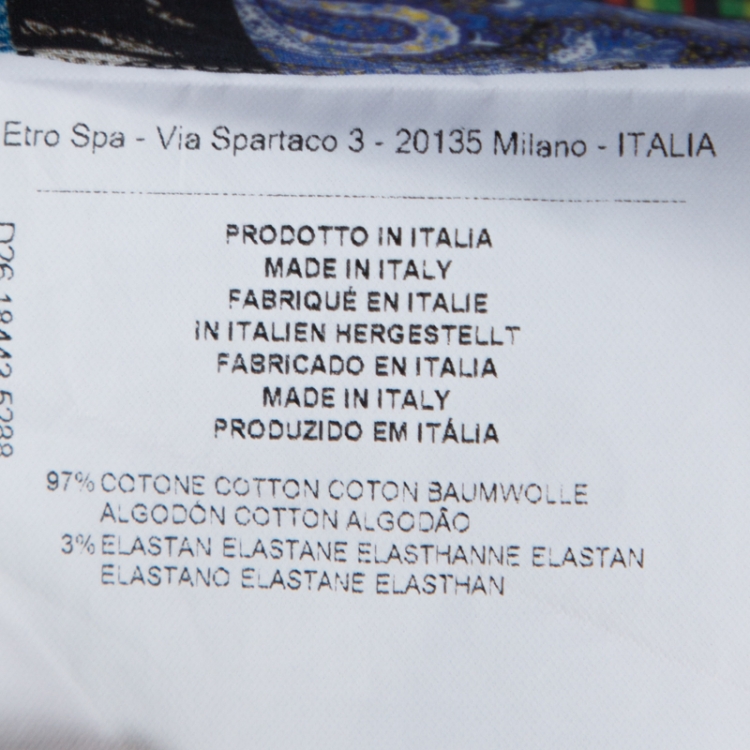 Etro Spa - Via Spartaco 3 - 20135 Milano - ITALIA
PRODOTTO IN ITALIA
MADE IN ITALY
FABRIQUÉ EN ITALIE
IN ITALIEN HERGESTELLT
FABRICADO EN ITALIA
MADE IN ITALY
PRODUZIDO EM ITÁLIA
97% COTONE COTTON COTON BAUMWOLLE
ALGODÓN COTTON ALGODÃO
3% ELASTAN ELASTANE ELASTHANNE ELASTAN
ELASTANO ELASTANE ELASTHAN